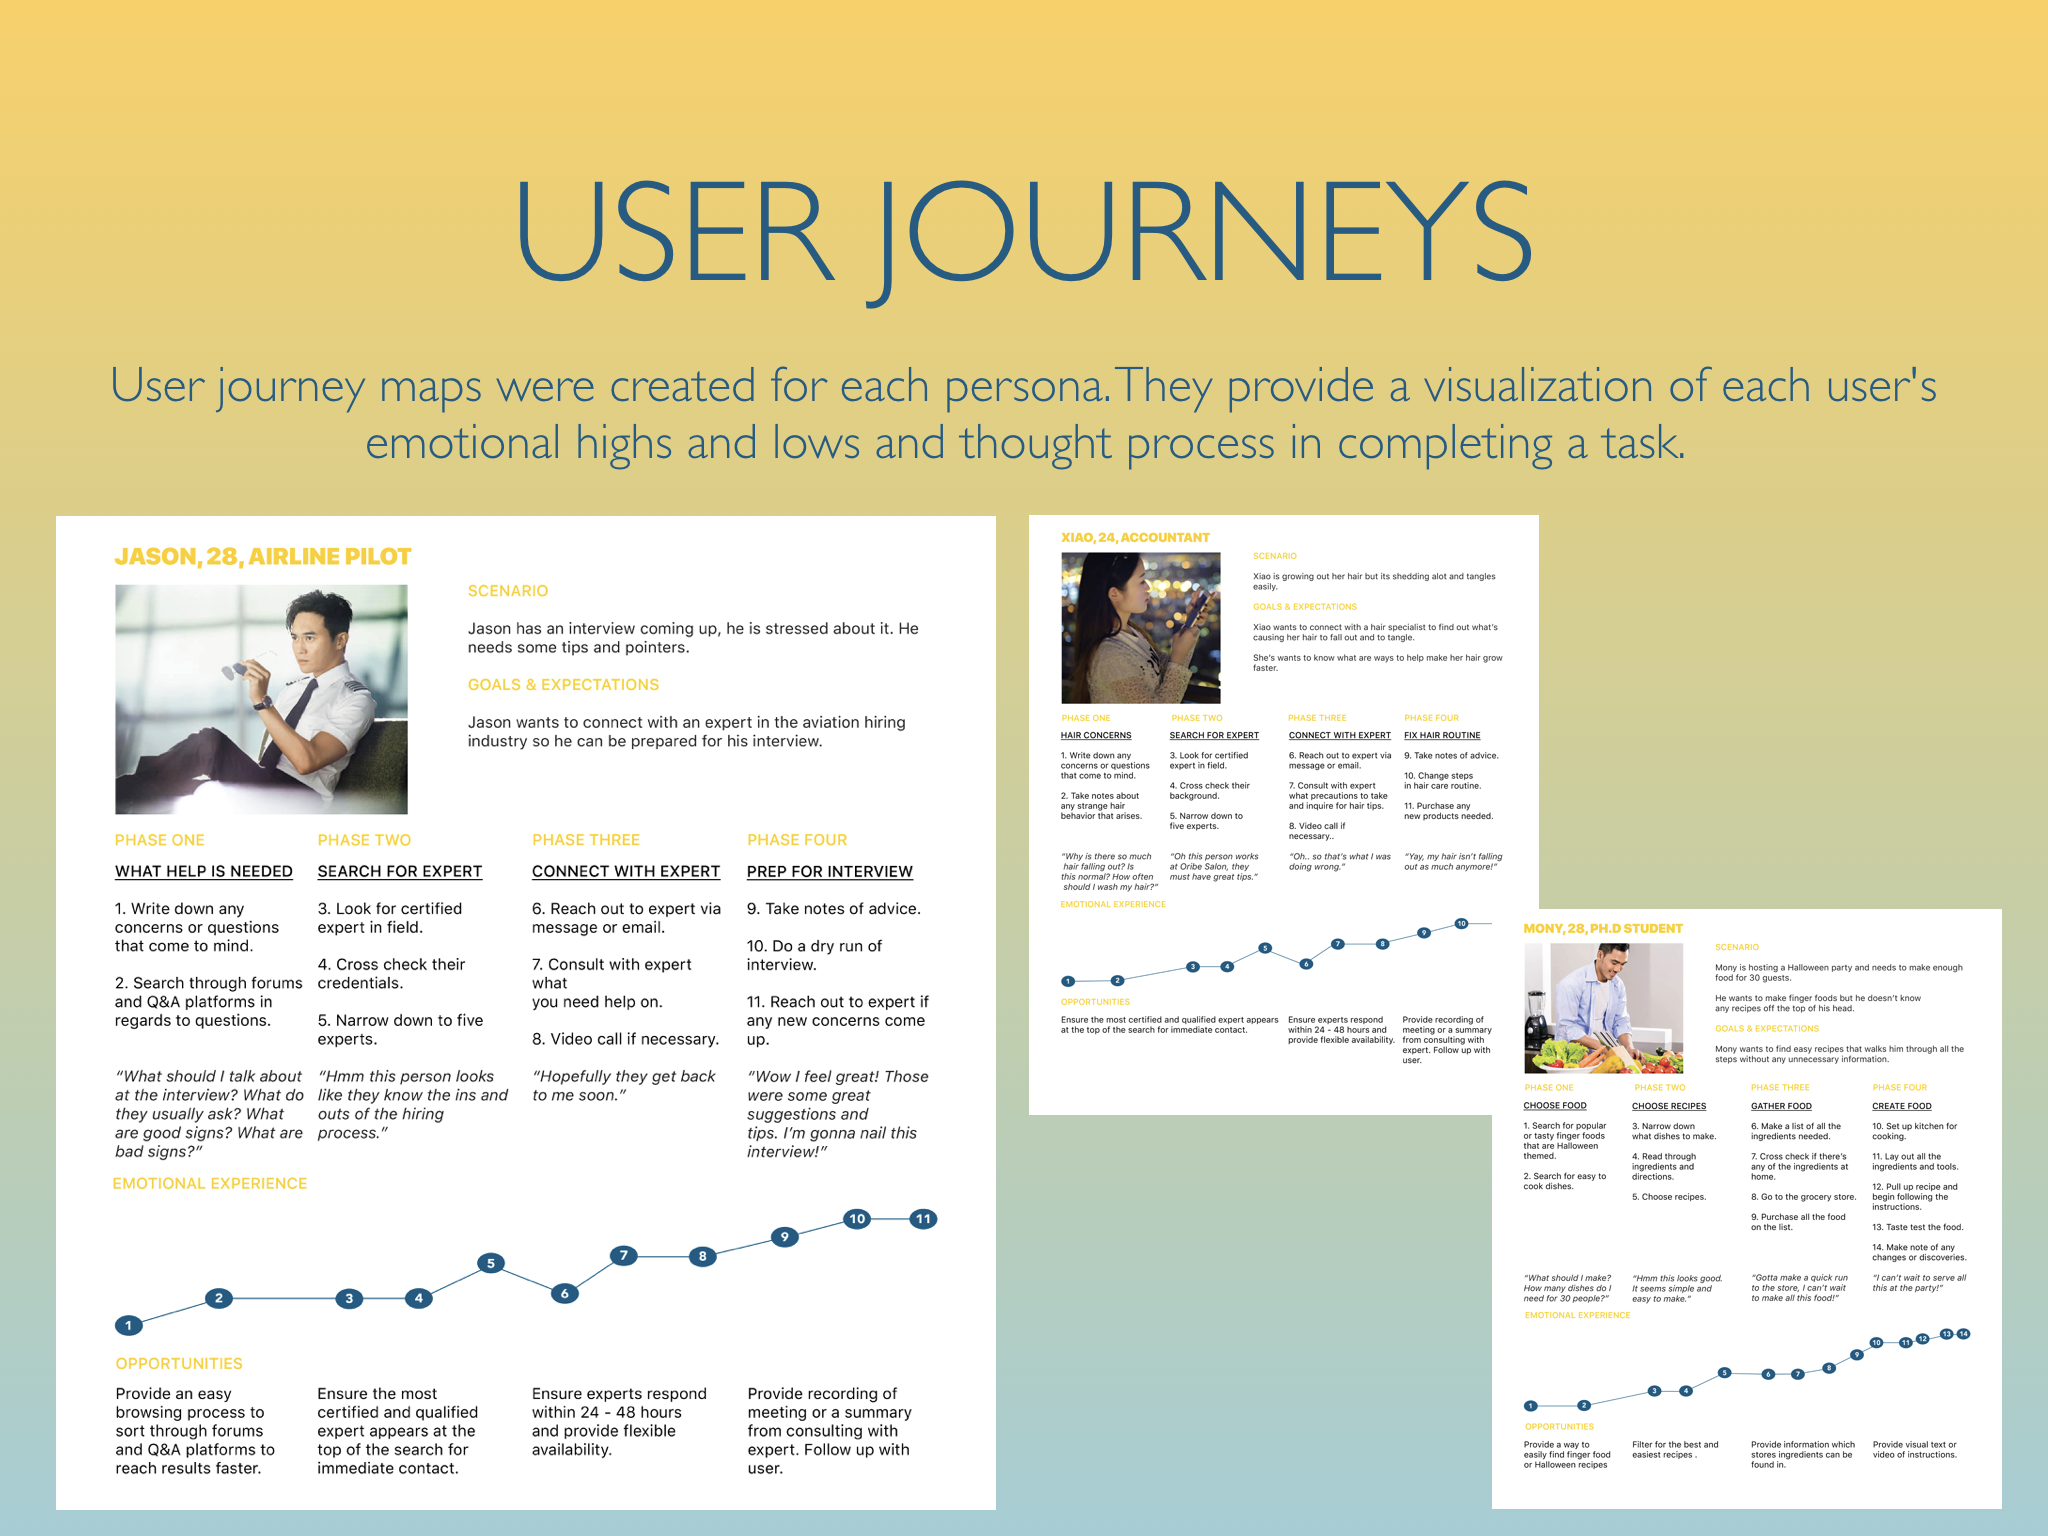 USER JOURNEYS
User journey maps were created for each persona. They provide a visualization of each user's
emotional highs and lows and thought process in completing a task.
JASON, 28, AIRLINE PILOT
SCENARIO
Jason has an interview coming up, he is stressed about it. He
needs some tips and pointers.
GOALS & EXPECTATIONS
Jason wants to connect with an expert in the aviation hiring
industry so he can be prepared for his interview.
PHASE ONE
WHAT HELP IS NEEDED
1. Write down any
concerns or questions
that come to mind.
2. Search through forums
and Q&A platforms in
regards to questions.
“What should I talk about
at the interview? What do
they usually ask? What
are good signs? What are
bad signs?”
PHASE TWO
SEARCH FOR EXPERT
3. Look for certified
expert in field.
4. Cross check their
credentials.
5. Narrow down to five
experts.
“Hmm this person looks
like they know the ins and
outs of the hiring
process.”
PHASE THREE
CONNECT WITH EXPERT
6. Reach out to expert via
message or email.
7. Consult with expert
what
you need help on.
8. Video call if necessary.
“Hopefully they get back
to me soon.”
PHASE FOUR
PREP FOR INTERVIEW
9. Take notes of advice.
10. Do a dry run of
interview.
11. Reach out to expert if
any new concerns come
up.
“Wow I feel great! Those
were some great
suggestions and
tips. I’m gonna nail this
interview!”
EMOTIONAL EXPERIENCE
1 2 3 4 5 6 7 8 9 10 11
OPPORTUNITIES
Provide an easy
browsing process to
sort through forums
and Q&A platforms to
reach results faster.
Ensure the most
certified and qualified
expert appears at the
top of the search for
immediate contact.
Ensure experts respond
within 24 - 48 hours
and provide flexible
availability.
Provide recording of
meeting or a summary
from consulting with
expert. Follow up with
user.
XIAO, 24, ACCOUNTANT
SCENARIO
Xiao is growing out her hair but its shedding alot and tangles
easily.
GOALS & EXPECTATIONS
Xiao wants to connect with a hair specialist to find out what’s
causing her hair to fall out and to tangle.
She’s wants to know what are ways to help make her hair grow
faster.
PHASE ONE
HAIR CONCERNS
1. Write down any
concerns or questions
that come to mind.
2. Take notes about
any strange hair
behavior that arises.
“Why is there so much
hair falling out? Is
this normal? How often
should I wash my hair?”
PHASE TWO
SEARCH FOR EXPERT
3. Look for certified
expert in field.
4. Cross check their
background.
5. Narrow down to
five experts.
“Oh this person works
at Oribe Salon, they
must have great tips.”
PHASE THREE
CONNECT WITH EXPERT
6. Reach out to expert via
message or email.
7. Consult with expert
what precautions to take
and inquire for hair tips.
8. Video call if
necessary..
“Oh.. so that’s what I was
doing wrong.”
PHASE FOUR
FIX HAIR ROUTINE
9. Take notes of advice.
10. Change steps
in hair care routine.
11. Purchase any
new products needed.
“Yay, my hair isn’t falling
out as much anymore!”
EMOTIONAL EXPERIENCE
1 2 3 4 5 6 7 8 9 10
OPPORTUNITIES
Ensure the most certified and qualified expert appears
at the top of the search for immediate contact.
Ensure experts respond
within 24 - 48 hours and
provide flexible availability.
Provide recording of
meeting or a summary
from consulting with
expert. Follow up with
user.
MONY, 28, PH.D STUDENT
SCENARIO
Mony is hosting a Halloween party and needs to make enough
food for 30 guests.
He wants to make finger foods but he doesn’t know
any recipes off the top of his head.
GOALS & EXPECTATIONS
Mony wants to find easy recipes that walks him through all the
steps without any unnecessary information.
PHASE ONE
CHOOSE FOOD
1. Search for popular
or tasty finger foods
that are Halloween
themed.
2. Search for easy to
cook dishes.
“What should I make?
How many dishes do I
need for 30 people?”
PHASE TWO
CHOOSE RECIPES
3. Narrow down
what dishes to make.
4. Read through
ingredients and
directions.
5. Choose recipes.
“Hmm this looks good.
It seems simple and
easy to make.”
PHASE THREE
GATHER FOOD
6. Make a list of all the
ingredients needed.
7. Cross check if there’s
any of the ingredients at
home.
8. Go to the grocery store.
9. Purchase all the food
on the list.
“Gotta make a quick run
to the store, I can’t wait
to make all this food!”
PHASE FOUR
CREATE FOOD
10. Set up kitchen for
cooking.
11. Lay out all the
ingredients and tools.
12. Pull up recipe and
begin following the
instructions.
13. Taste test the food.
14. Make note of any
changes or discoveries.
“I can’t wait to serve all
this at the party!”
EMOTIONAL EXPERIENCE
1 2 3 4 5 6 7 8 9 10 11 12 13 14
OPPORTUNITIES
Provide a way to
easily find finger food
or Halloween recipes
Filter for the best and
easiest recipes .
Provide information which
stores ingredients can be
found in.
Provide visual text or
video of instructions.